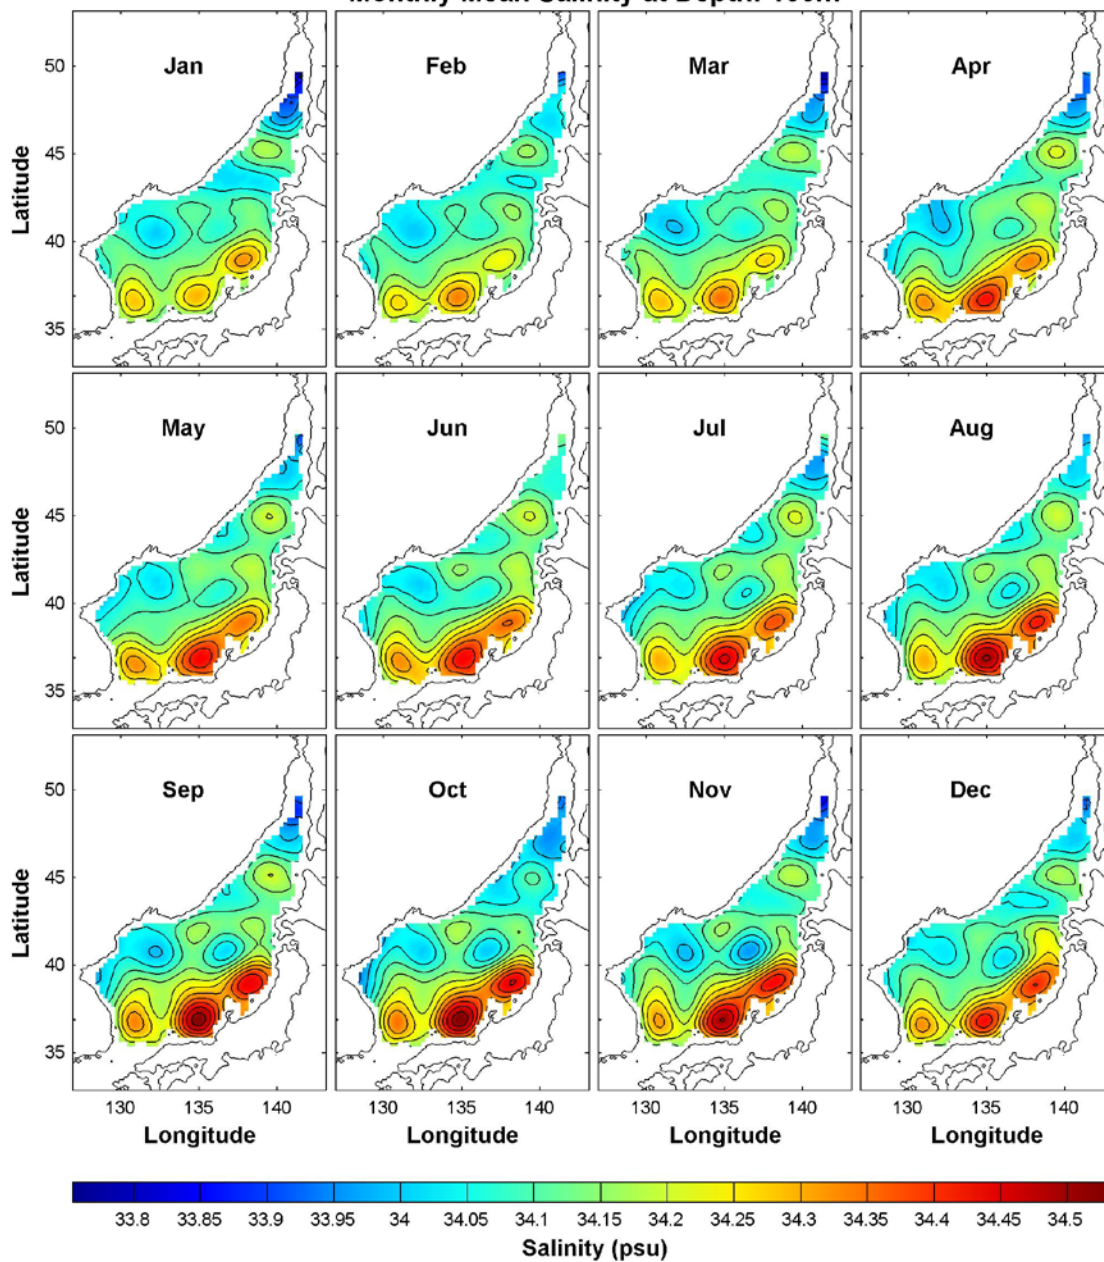 Monthly Mean Salinity at Depth:
Jan Feb Mar Apr
50
45
40
35
Latitude
May Jun Jul Aug
50
45
40
35
Latitude
Sep Oct Nov Dec
50
45
40
35
Latitude
130 135 140 130 135 140 130 135 140 130 135 140
Longitude Longitude Longitude Longitude
33.8 33.85 33.9 33.95 34 34.05 34.1 34.15 34.2 34.25 34.3 34.35 34.4 34.45 34.5
Salinity (psu)